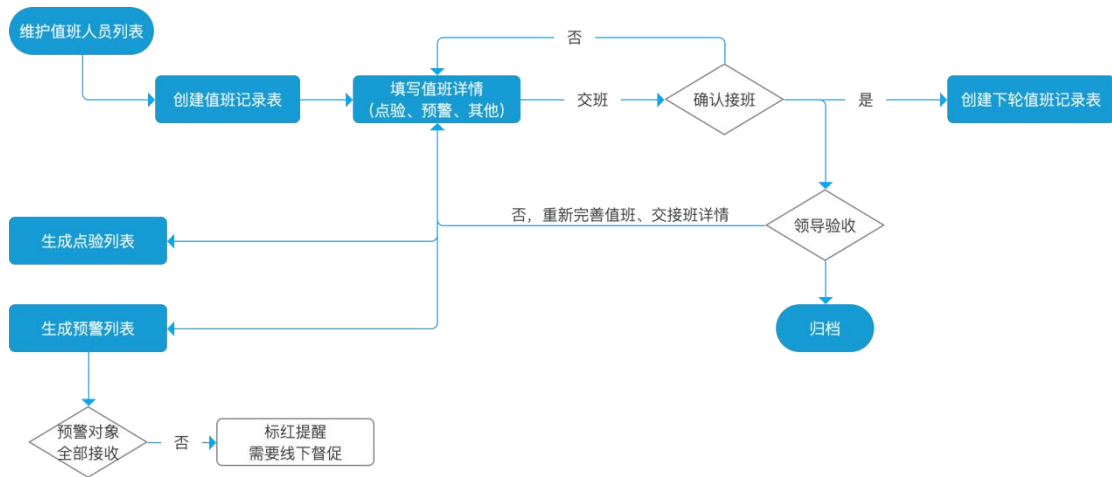 维护值班人员列表
否
创建值班记录表
填写值班详情
（点验、预警、其他）
交班
确认接班
是
创建下轮值班记录表
否，重新完善值班、交接班详情
领导验收
生成点验列表
生成预警列表
归档
预警对象
全部接收
否
标红提醒
需要线下督促